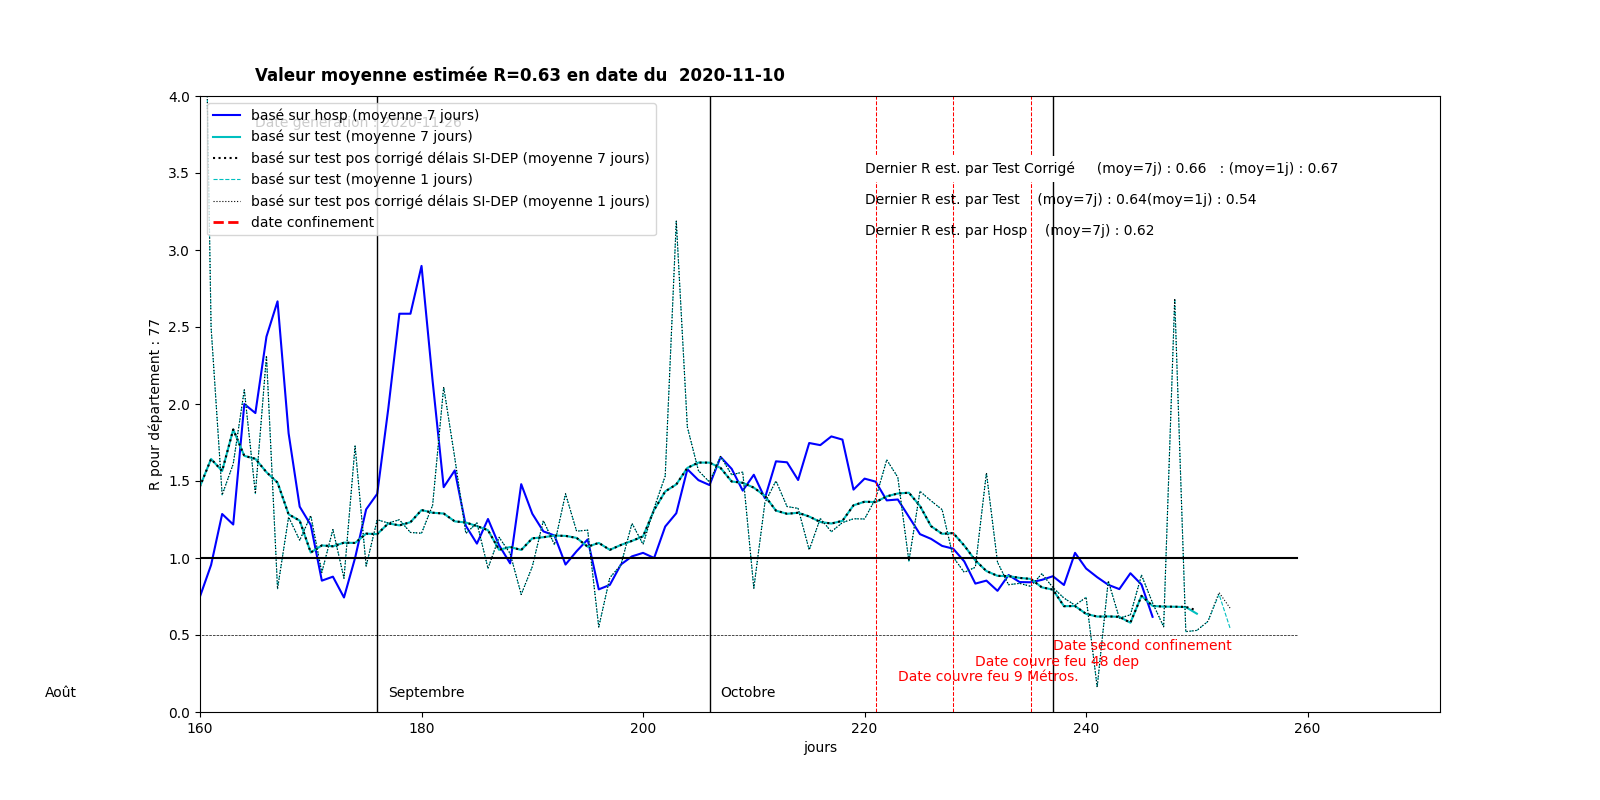 Valeur moyenne estimée R=0.63 en date du  2020-11-10
Date génération : 2020-11-26
basé sur hosp (moyenne 7 jours)
basé sur test (moyenne 7 jours)
basé sur test pos corrigé délais SI-DEP (moyenne 7 jours)
basé sur test (moyenne 1 jours)
basé sur test pos corrigé délais SI-DEP (moyenne 1 jours)
date confinement
Dernier R est. par Test Corrigé (moy=7j) : 0.66 : (moy=1j) : 0.67
Dernier R est. par Test (moy=7j) : 0.64(moy=1j) : 0.54
Dernier R est. par Hosp (moy=7j) : 0.62
4.0
3.5
3.0
2.5
2.0
1.5
1.0
0.5
0.0
R pour département : 77
Date second confinement
Date couvre feu 48 dep
Date couvre feu 9 Métros.
Août
Septembre
Octobre
160 180 200 220 240 260
jours